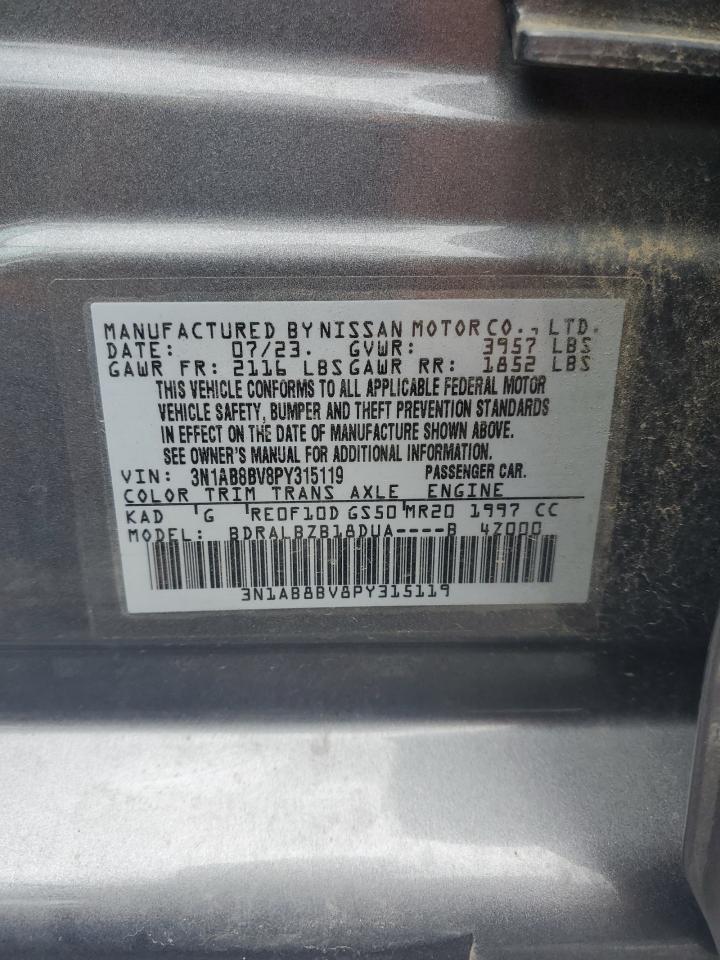 MANUFACTURED BY NISSAN MOTOR CO., LTD.
DATE: 07/23. GVWR: 3957 LBS
GAWR FR: 2116 LBS GAWR RR: 1852 LBS
THIS VEHICLE CONFORMS TO ALL APPLICABLE FEDERAL MOTOR
VEHICLE SAFETY, BUMPER AND THEFT PREVENTION STANDARDS
IN EFFECT ON THE DATE OF MANUFACTURE SHOWN ABOVE.
SEE OWNER'S MANUAL FOR ADDITIONAL INFORMATION.
VIN: 3N1AB8BV8PY315119 PASSENGER CAR.
COLOR TRIM TRANS AXLE ENGINE
KAD 'G 'RE0F10D GS50'MR20 1997 CC
MODEL: BDRALBZB18DUA----B 4Z000
3N1AB8BV8PY315119